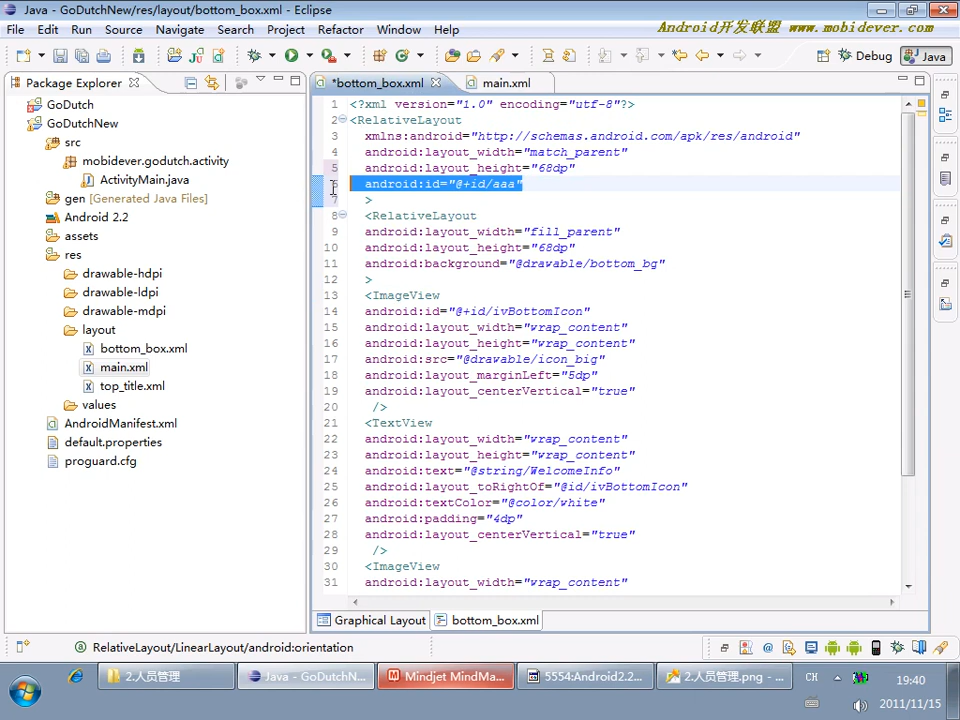 Java - GoDutchNew/res/layout/bottom_box.xml - Eclipse
File Edit Run Source Navigate Search Project Refactor Window Help
Android开发联盟 www.mobidever.com
Debug Java
Package Explorer
*bottom_box.xml main.xml
GoDutch
GoDutchNew
src
mobidever.godutch.activity
ActivityMain.java
gen [Generated Java Files]
Android 2.2
assets
res
drawable-hdpi
drawable-ldpi
drawable-mdpi
layout
bottom_box.xml
main.xml
top_title.xml
values
AndroidManifest.xml
default.properties
proguard.cfg
1 <?xml version="1.0" encoding="utf-8"?>
2 <RelativeLayout
3 xmlns:android="http://schemas.android.com/apk/res/android"
4 android:layout_width="match_parent"
5 android:layout_height="68dp"
6 android:id="@+id/aaa"
7 >
8 <RelativeLayout
9 android:layout_width="fill_parent"
10 android:layout_height="68dp"
11 android:background="@drawable/bottom_bg"
12 >
13 <ImageView
14 android:id="@+id/ivBottomIcon"
15 android:layout_width="wrap_content"
16 android:layout_height="wrap_content"
17 android:src="@drawable/icon_big"
18 android:layout_marginLeft="5dp"
19 android:layout_centerVertical="true"
20 />
21 <TextView
22 android:layout_width="wrap_content"
23 android:layout_height="wrap_content"
24 android:text="@string/WelcomeInfo"
25 android:layout_toRightOf="@id/ivBottomIcon"
26 android:textColor="@color/white"
27 android:padding="4dp"
28 android:layout_centerVertical="true"
29 />
30 <ImageView
31 android:layout_width="wrap_content"
Graphical Layout bottom_box.xml
RelativeLayout/LinearLayout/android:orientation
2.人员管理 Java - GoDutchN... Mindjet MindMa... 5554:Android2.2... 2.人员管理.png - ... CH 19:40
2011/11/15